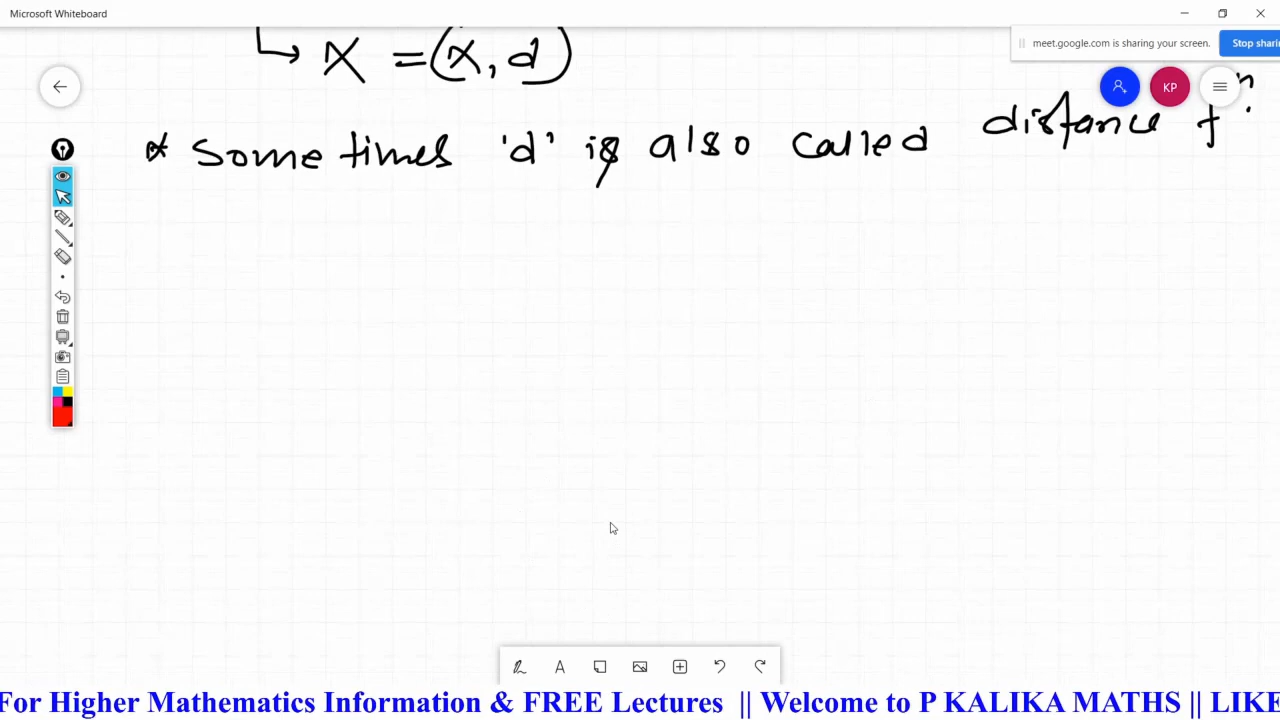 Microsoft Whiteboard
meet.google.com is sharing your screen.
Stop shari
X = (X, d)
KP
* Some times 'd' is also called distance fn.
A
For Higher Mathematics Information & FREE Lectures || Welcome to P KALIKA MATHS || LIKE